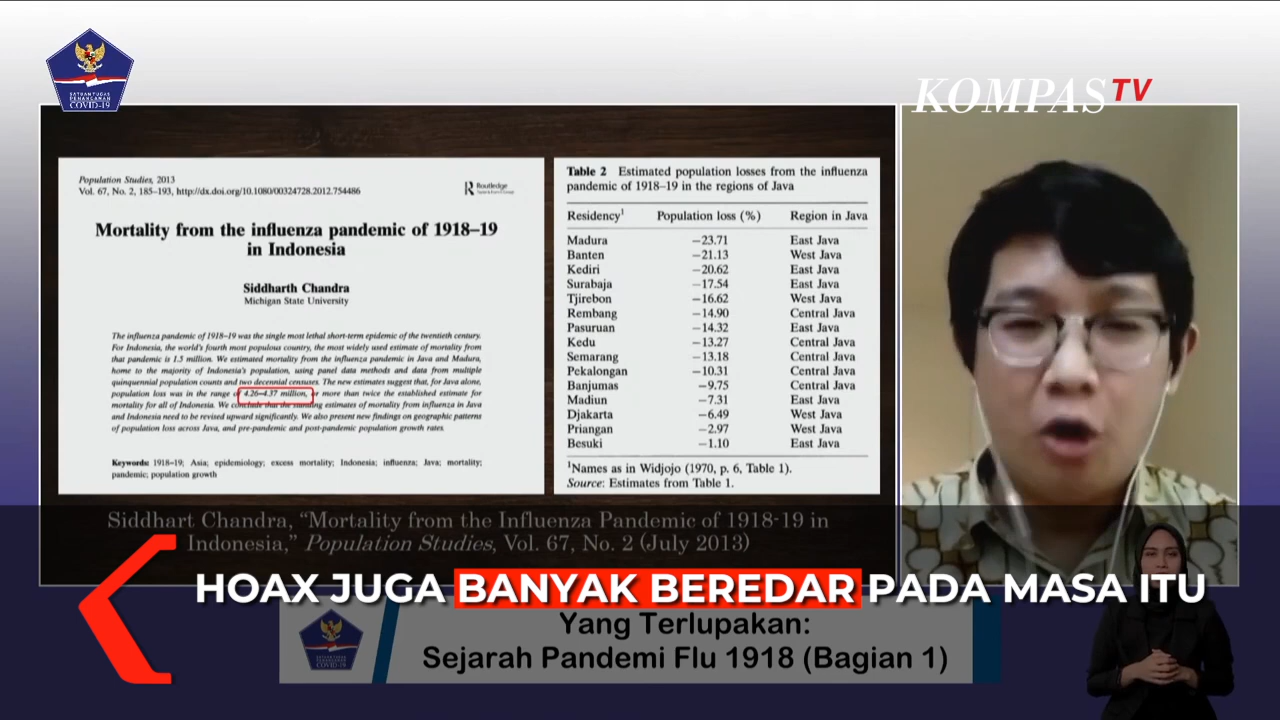 SATUAN TUGAS
PENANGANAN
COVID-19
KOMPAS TV
Population Studies, 2013
Vol. 67, No. 2, 185–193, http://dx.doi.org/10.1080/00324728.2012.754486
Routledge
Mortality from the influenza pandemic of 1918–19
in Indonesia
Siddharth Chandra
Michigan State University
The influenza pandemic of 1918–19 was the single most lethal short-term epidemic of the twentieth century.
For Indonesia, the world's fourth most populous country, the most widely used estimate of mortality from
that pandemic is 1.5 million. We estimated mortality from the influenza pandemic in Java and Madura,
home to the majority of Indonesia's population, using panel data methods and data from multiple
quinquennial population counts and two decennial censuses. The new estimates suggest that, for Java alone,
population loss was in the range of 4.26–4.37 million, or more than twice the established estimate for
mortality for all of Indonesia. We conclude that the standing estimates of mortality from influenza in Java
and Indonesia need to be revised upward significantly. We also present new findings on geographic patterns
of population loss across Java, and pre-pandemic and post-pandemic population growth rates.
Keywords: 1918–19; Asia; epidemiology; excess mortality; Indonesia; influenza; Java; mortality;
pandemic; population growth
Table 2 Estimated population losses from the influenza
pandemic of 1918–19 in the regions of Java
Residency1 Population loss (%) Region in Java
Madura −23.71 East Java
Banten −21.13 West Java
Kediri −20.62 East Java
Surabaja −17.54 East Java
Tjirebon −16.62 West Java
Rembang −14.90 Central Java
Pasuruan −14.32 East Java
Kedu −13.27 Central Java
Semarang −13.18 Central Java
Pekalongan −10.31 Central Java
Banjumas −9.75 Central Java
Madiun −7.31 East Java
Djakarta −6.49 West Java
Priangan −2.97 West Java
Besuki −1.10 East Java
1Names as in Widjojo (1970, p. 6, Table 1).
Source: Estimates from Table 1.
Siddhart Chandra, “Mortality from the Influenza Pandemic of 1918-19 in
Indonesia,” Population Studies, Vol. 67, No. 2 (July 2013)
HOAX JUGA BANYAK BEREDAR PADA MASA ITU
Yang Terlupakan:
Sejarah Pandemi Flu 1918 (Bagian 1)